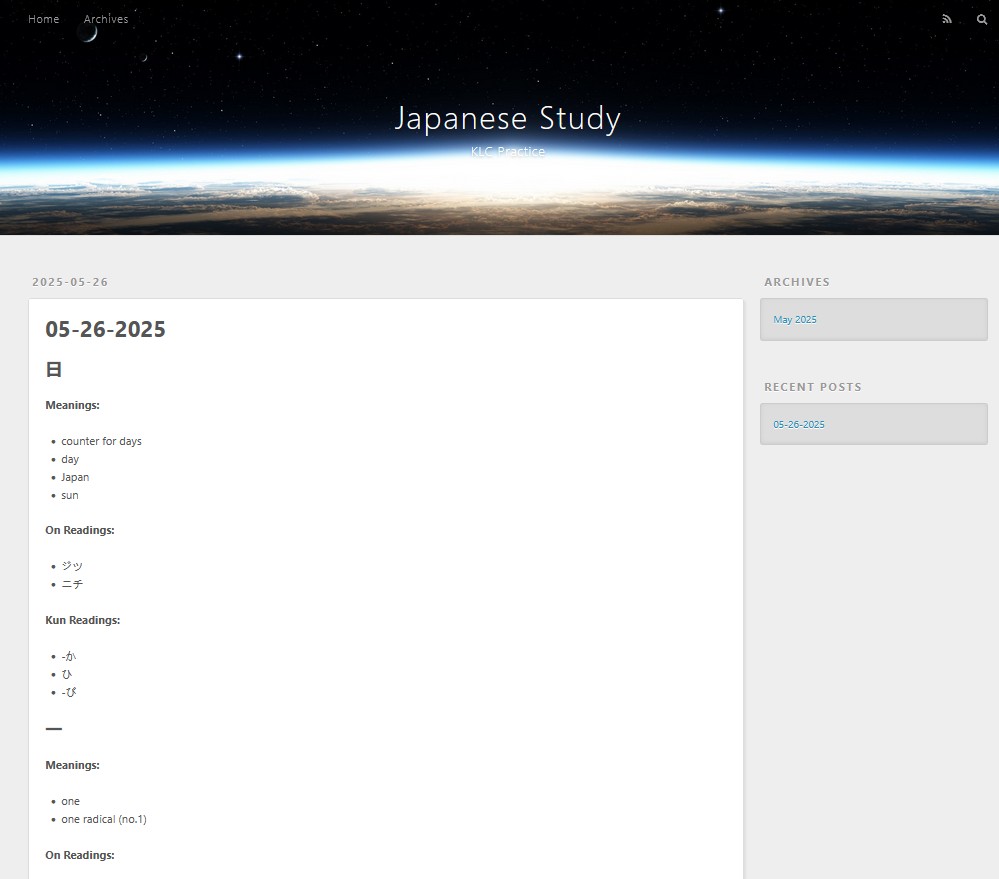 Home Archives
Japanese Study
KLC Practice
2025-05-26
05-26-2025
日
Meanings:
counter for days
day
Japan
sun
On Readings:
ジツ
ニチ
Kun Readings:
-か
ひ
-び
一
Meanings:
one
one radical (no.1)
On Readings:
ARCHIVES
May 2025
RECENT POSTS
05-26-2025